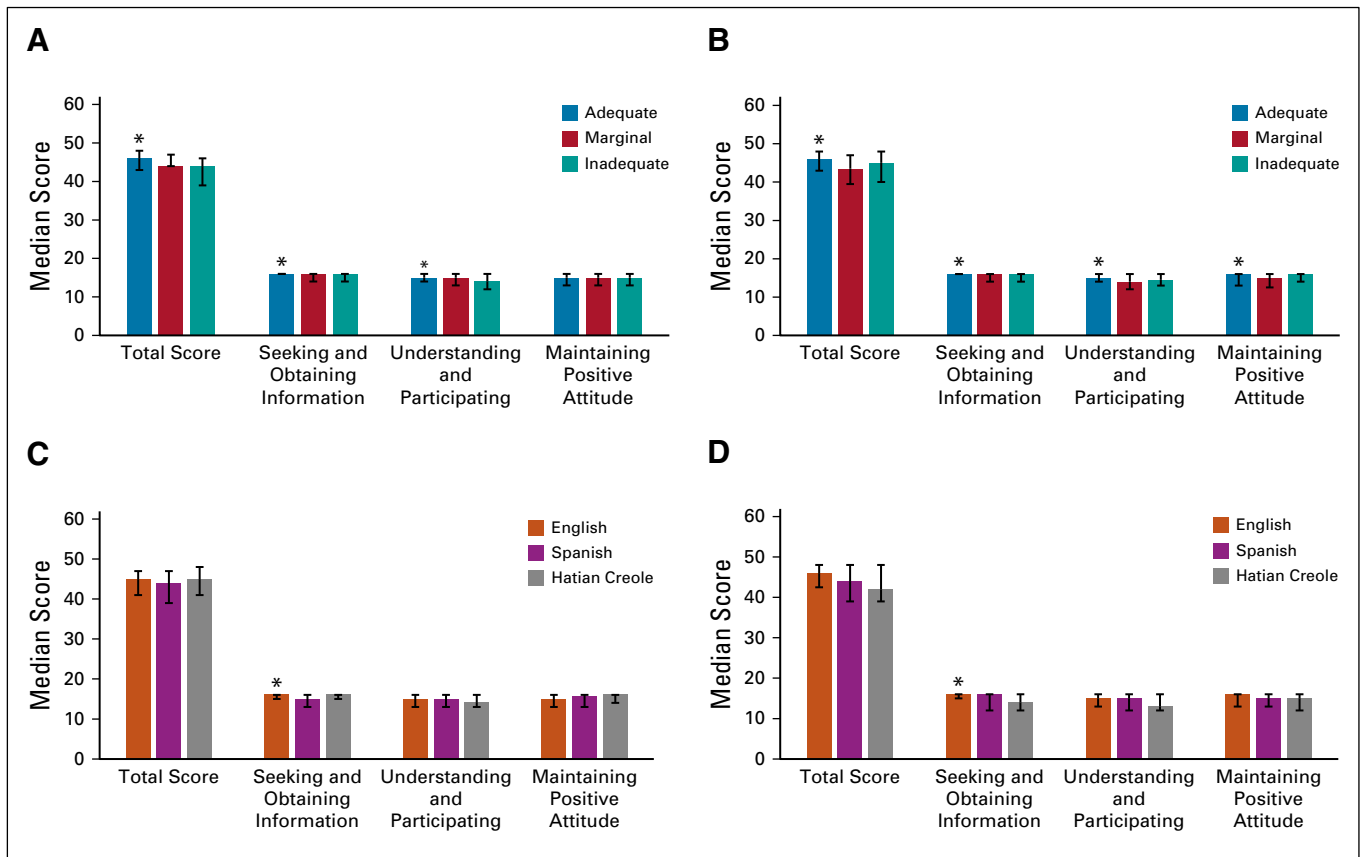 A
Median Score
60
50
40
30
20
10
0
*
*
*
Adequate
Marginal
Inadequate
Total Score
Seeking and
Obtaining
Information
Understanding
and
Participating
Maintaining
Positive
Attitude
B
Median Score
60
50
40
30
20
10
0
*
*
*
*
Adequate
Marginal
Inadequate
Total Score
Seeking and
Obtaining
Information
Understanding
and
Participating
Maintaining
Positive
Attitude
C
Median Score
60
50
40
30
20
10
0
*
English
Spanish
Hatian Creole
Total Score
Seeking and
Obtaining
Information
Understanding
and
Participating
Maintaining
Positive
Attitude
D
Median Score
60
50
40
30
20
10
0
*
English
Spanish
Hatian Creole
Total Score
Seeking and
Obtaining
Information
Understanding
and
Participating
Maintaining
Positive
Attitude